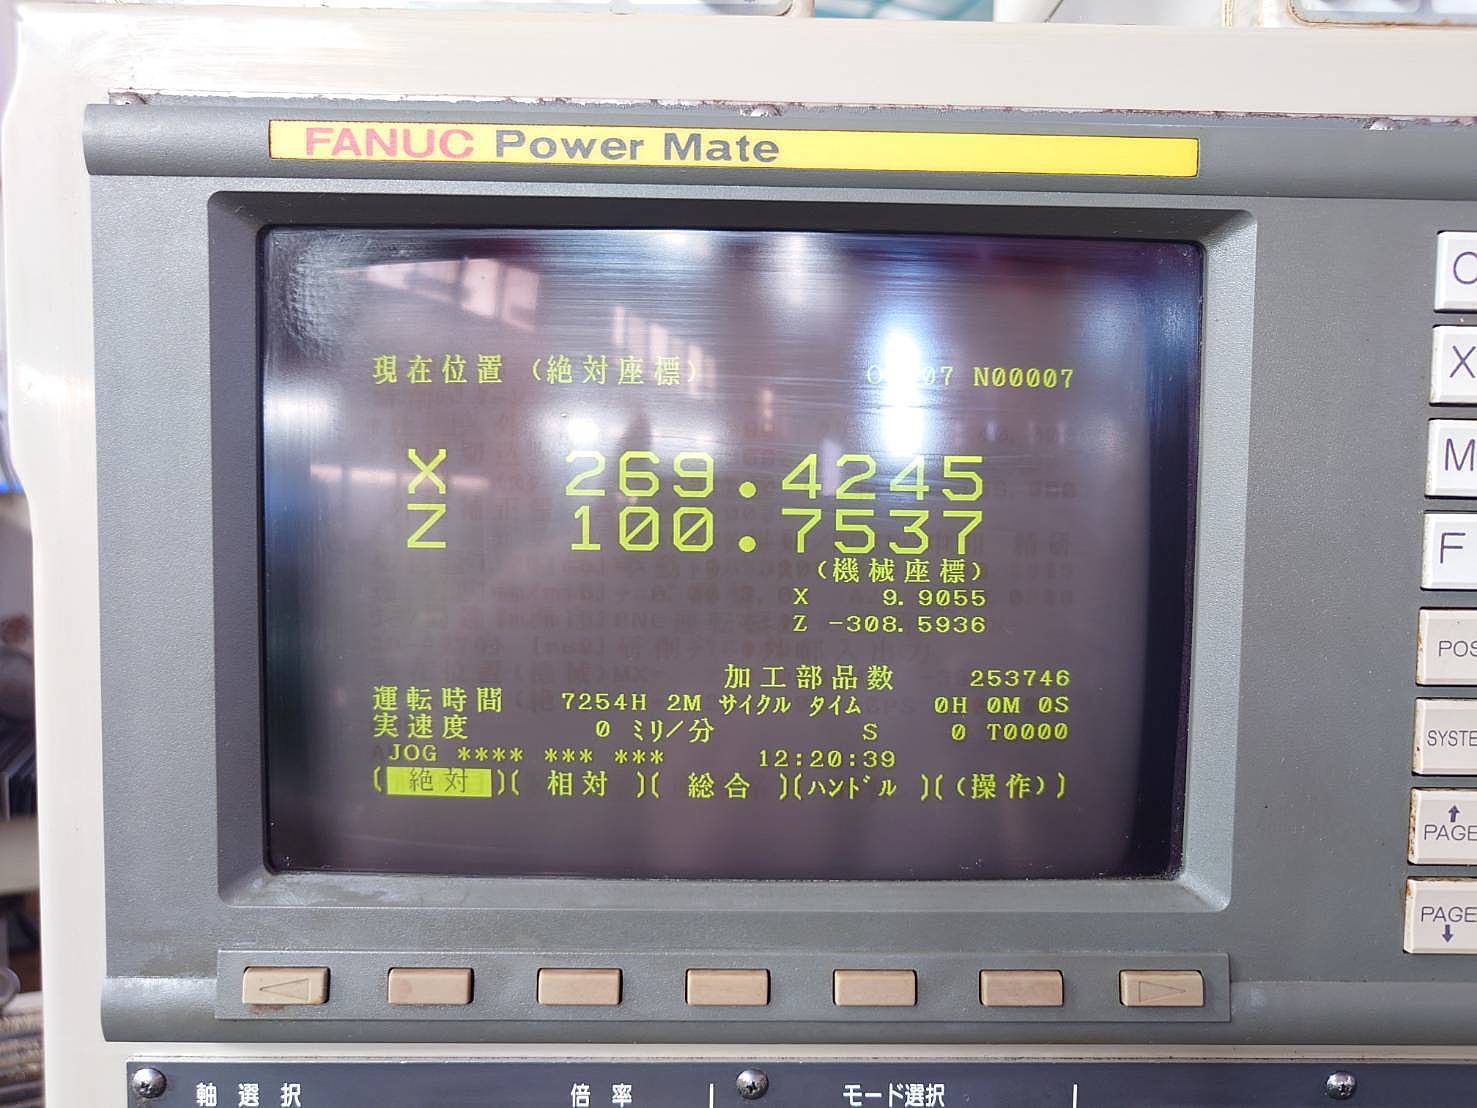 FANUC Power Mate
現在位置 (絶対座標) N00007
X 269.4245
Z 100.7537
(機械座標)
X 9.9055
Z -308.5936
加工部品数 253746
運転時間 7254H 2M サイクル タイム 0H 0M 0S
実速度 0 ミリ/分 S 0 T0000
JOG **** *** *** 12:20:39
[ 絶対 ][ 相対 ][ 総合 ][ハンドル ][(操作)]
X
M
F
POS
PAGE
PAGE
軸選択 倍率 モード選択